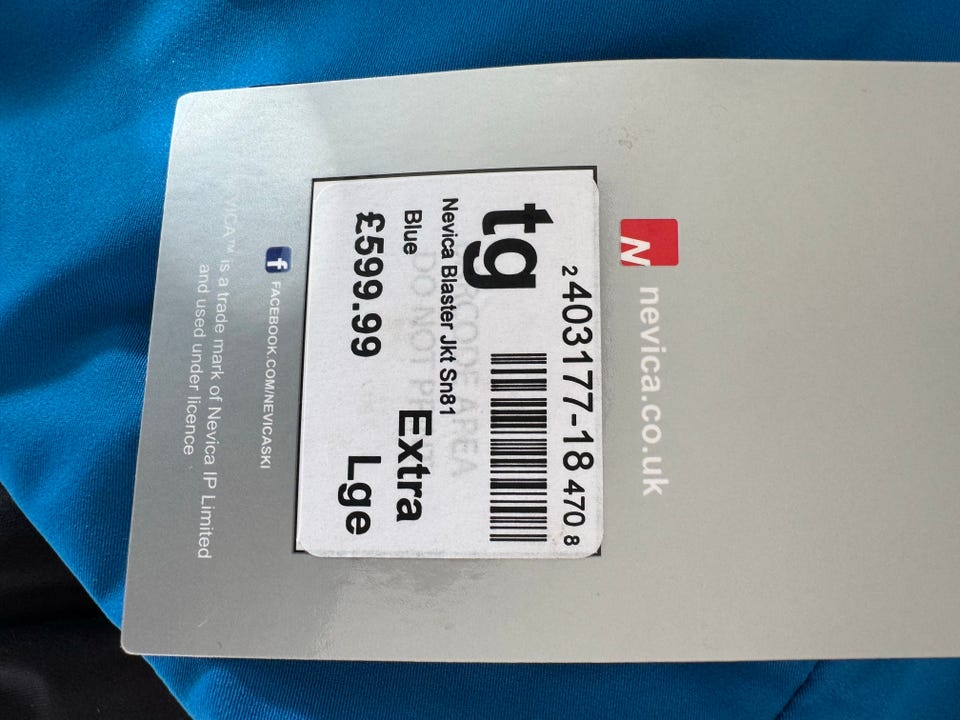 N nevica.co.uk
2 403177-18 470 8
tg
Nevica Blaster Jkt Sn81
Blue
Extra
£599.99 Lge
FACEBOOK.COM/NEVICASKI
VICA™ is a trade mark of Nevica IP Limited
and used under licence